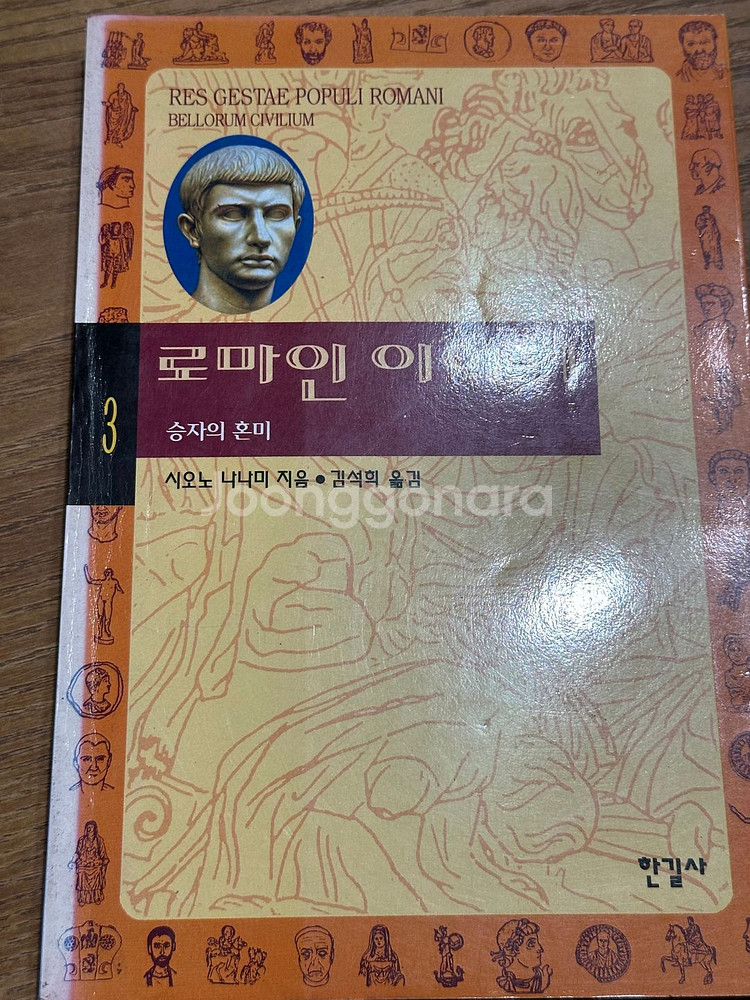 RES GESTAE POPULI ROMANI
BELLORUM CIVILIUM
로마인 이
3
승자의 혼미
시오노 나나미 지음 ● 김석희 옮김
Joonggonara
한길사